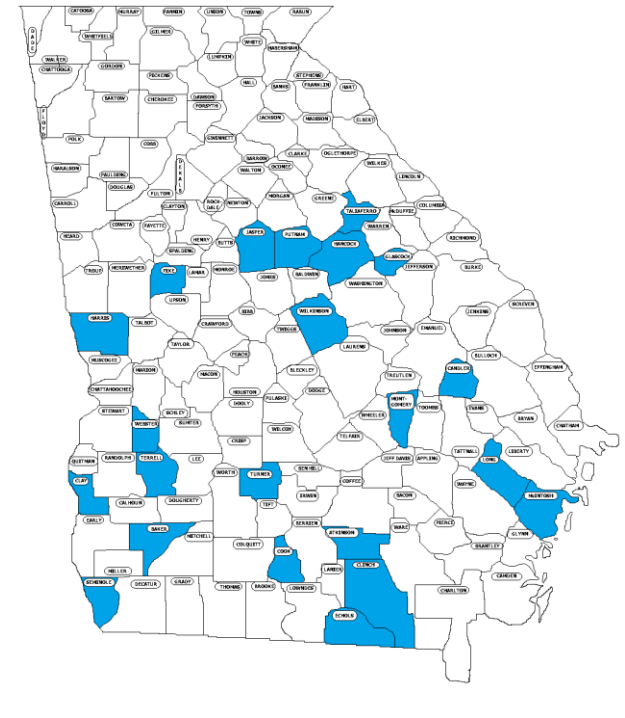 CATOOSA
MURRAY
FANNIN
UNION
TOWNS
RABUN
DADE
WHITFIELD
GILMER
WHITE
HABERSHAM
WALKER
CHATTOOGA
GORDON
LUMPKIN
PICKENS
STEPHENS
HALL
BANKS
FRANKLIN
HART
BARTOW
CHEROKEE
DAWSON
FORSYTH
FLOYD
JACKSON
MADISON
ELBERT
POLK
COBB
GWINNETT
BARROW
CLARKE
OGLETHORPE
HARALSON
PAULDING
DEKALB
WALTON
OCONEE
WILKES
LINCOLN
DOUGLAS
FULTON
CARROLL
CLAYTON
ROCK-
DALE
NEWTON
MORGAN
GREENE
TALIAFERRO
McDUFFIE
COLUMBIA
HEARD
COWETA
FAYETTE
HENRY
BUTTS
JASPER
PUTNAM
HANCOCK
WARREN
RICHMOND
SPALDING
TROUP
MERIWETHER
PIKE
LAMAR
MONROE
JONES
BALDWIN
GLASCOCK
JEFFERSON
BURKE
WASHINGTON
UPSON
HARRIS
TALBOT
CRAWFORD
BIBB
TWIGGS
WILKINSON
JOHNSON
EMANUEL
JENKINS
SCREVEN
TAYLOR
MUSCOGEE
PEACH
LAURENS
BULLOCH
MARION
MACON
BLECKLEY
TREUTLEN
CANDLER
EFFINGHAM
CHATTAHOOCHEE
HOUSTON
DOOLY
PULASKI
DODGE
MONT-
GOMERY
TOOMBS
EVANS
STEWART
SCHLEY
WEBSTER
SUMTER
WHEELER
BRYAN
CHATHAM
WILCOX
TELFAIR
CRISP
QUITMAN
RANDOLPH
TERRELL
LEE
JEFF DAVIS
APPLING
TATTNALL
LONG
LIBERTY
CLAY
WORTH
TURNER
BEN HILL
COFFEE
WAYNE
McINTOSH
CALHOUN
DOUGHERTY
TIFT
IRWIN
BACON
EARLY
BAKER
MITCHELL
BERRIEN
ATKINSON
WARE
PIERCE
GLYNN
COLQUITT
COOK
BRANTLEY
MILLER
LANIER
CLINCH
SEMINOLE
DECATUR
GRADY
THOMAS
BROOKS
LOWNDES
CHARLTON
CAMDEN
ECHOLS